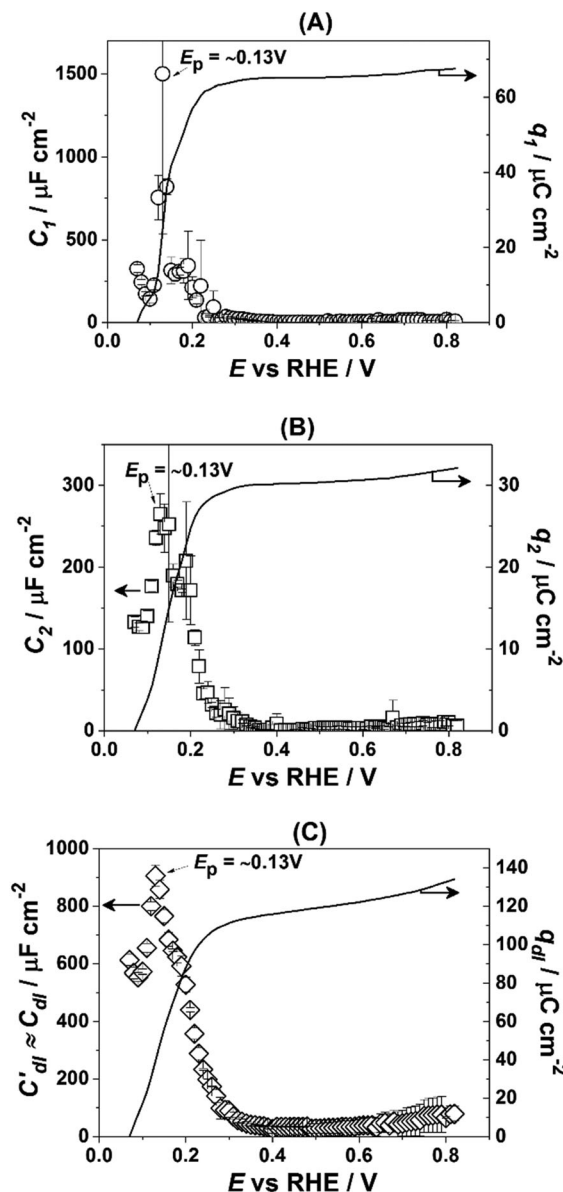 (A)
E_p = ~0.13V
C_1 / μF cm^-2
1500
1000
500
250
0
60
40
20
0
q_1 / μC cm^-2
0.0 0.2 0.4 0.6 0.8
E vs RHE / V
(B)
E_p = ~0.13V
C_2 / μF cm^-2
300
200
100
0
30
20
10
0
q_2 / μC cm^-2
0.0 0.2 0.4 0.6 0.8
E vs RHE / V
(C)
E_p = ~0.13V
C'_dl ≈ C_dl / μF cm^-2
1000
800
600
400
200
0
140
120
100
80
60
40
20
0
q_dl / μC cm^-2
0.0 0.2 0.4 0.6 0.8
E vs RHE / V